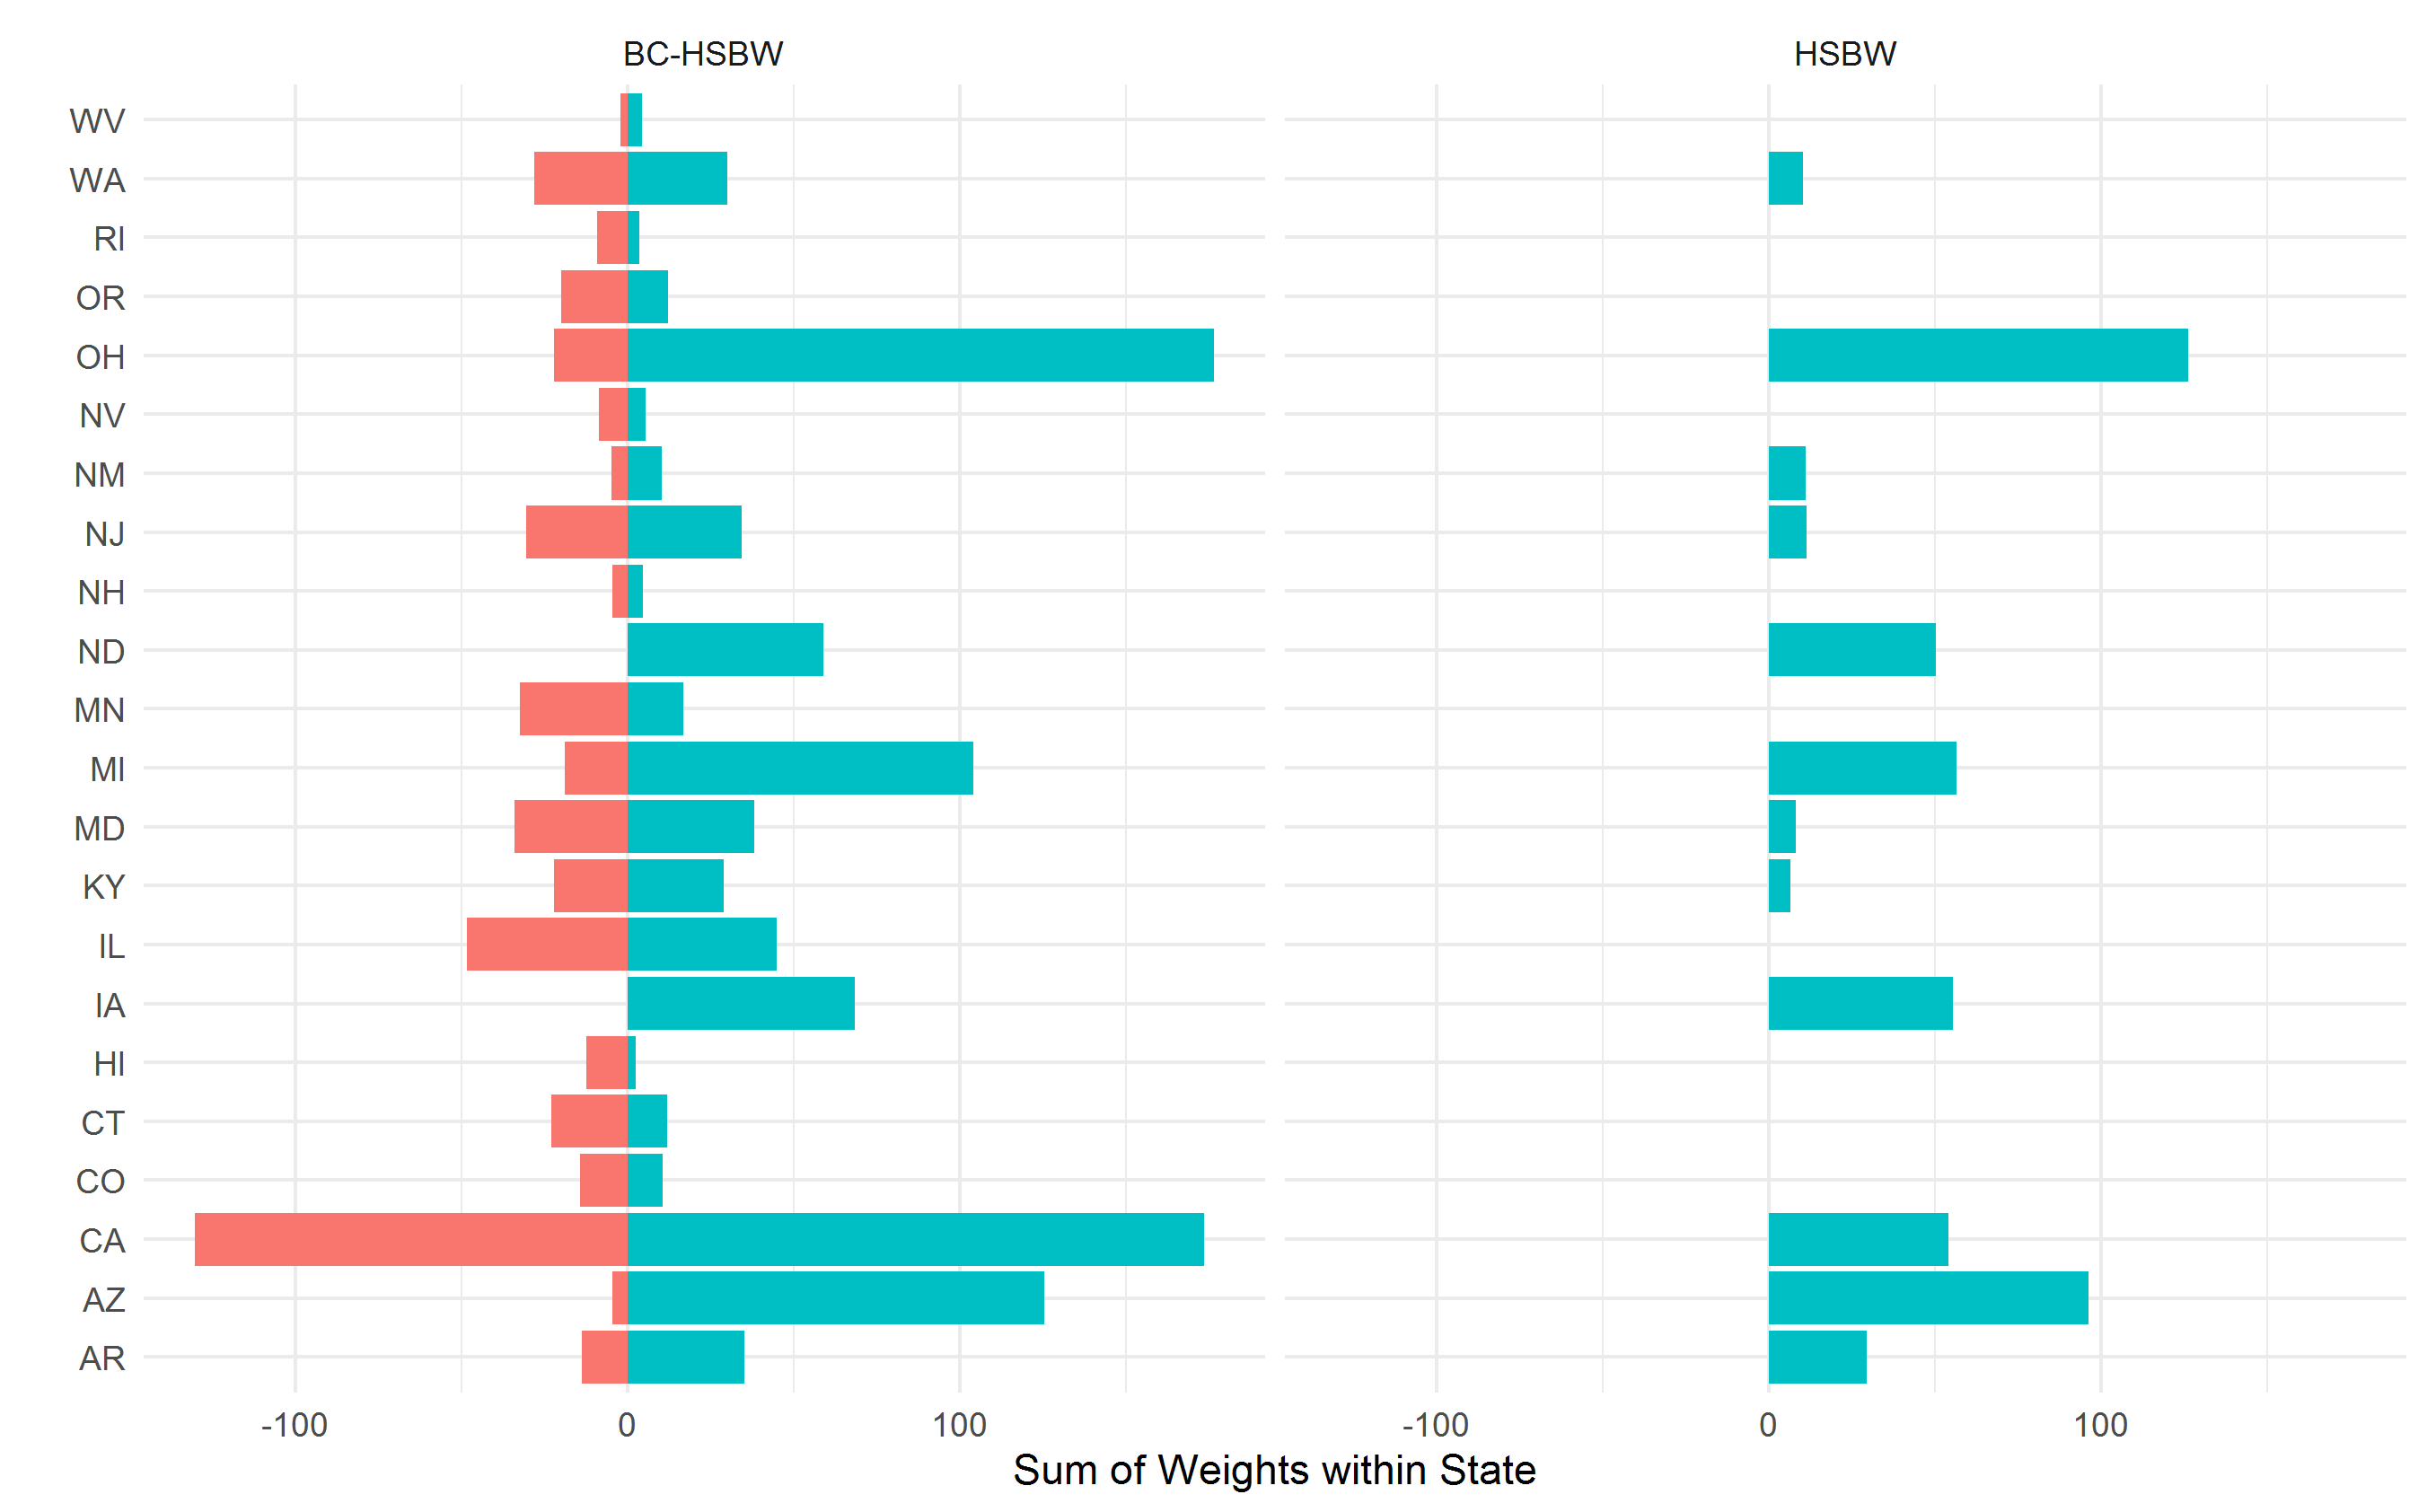 BC-HSBW
HSBW
WV
WA
RI
OR
OH
NV
NM
NJ
NH
ND
MN
MI
MD
KY
IL
IA
HI
CT
CO
CA
AZ
AR
-100 0 100
-100 0 100
Sum of Weights within State